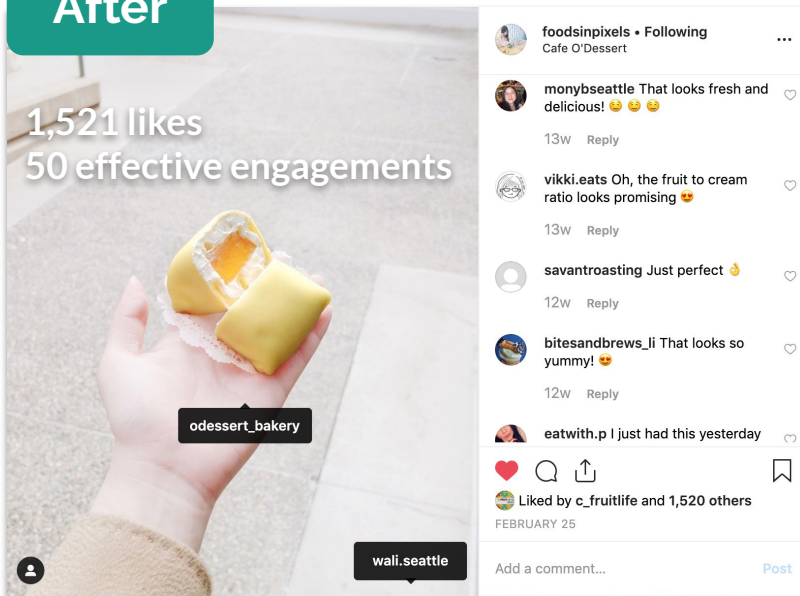 After
1,521 likes
50 effective engagements
odessert_bakery
wali.seattle
foodsinpixels • Following
Cafe O'Dessert
monybseattle That looks fresh and
delicious! 😋 😋 😋
13w Reply
vikki.eats Oh, the fruit to cream
ratio looks promising 😍
13w Reply
savantroasting Just perfect 👌
12w Reply
bitesandbrews_li That looks so
yummy! 😍
12w Reply
eatwith.p I just had this yesterday
Liked by c_fruitlife and 1,520 others
FEBRUARY 25
Add a comment... Post